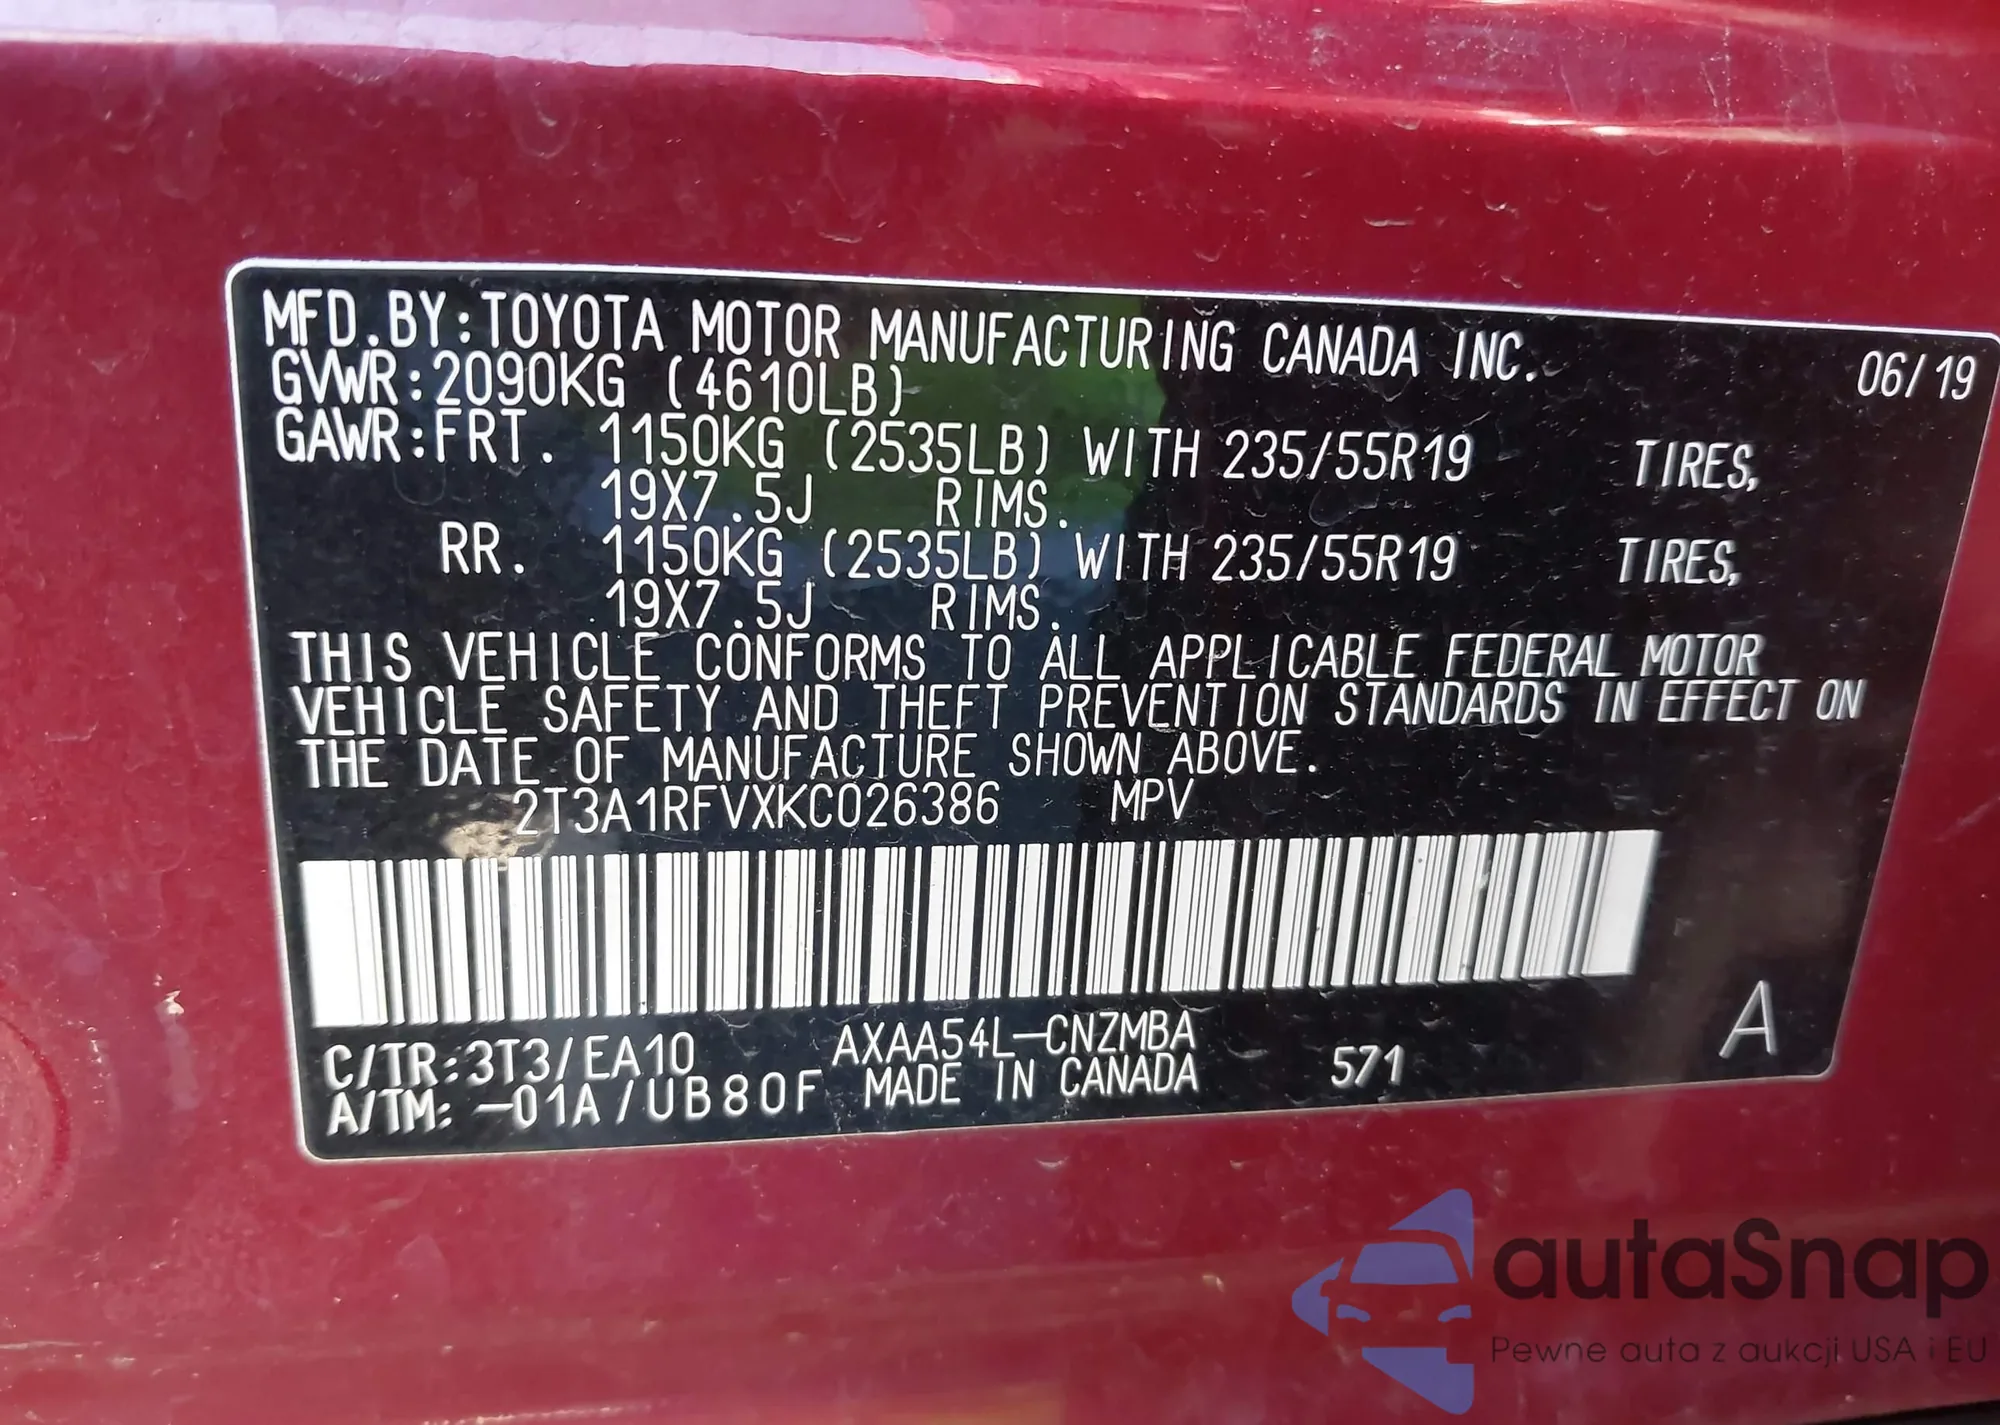 MFD.BY:TOYOTA MOTOR MANUFACTURING CANADA INC. 06/19
GVWR:2090KG (4610LB)
GAWR:FRT. 1150KG (2535LB) WITH 235/55R19 TIRES,
19X7.5J RIMS.
RR. 1150KG (2535LB) WITH 235/55R19 TIRES,
19X7.5J RIMS.
THIS VEHICLE CONFORMS TO ALL APPLICABLE FEDERAL MOTOR
VEHICLE SAFETY AND THEFT PREVENTION STANDARDS IN EFFECT ON
THE DATE OF MANUFACTURE SHOWN ABOVE.
2T3A1RFVXKC026386 MPV
C/TR:3T3/EA10 AXAA54L-CNZMBA 571 A
A/TM: -01A/UB80F MADE IN CANADA
autaSnap
Pewne auta z aukcji USA i EU